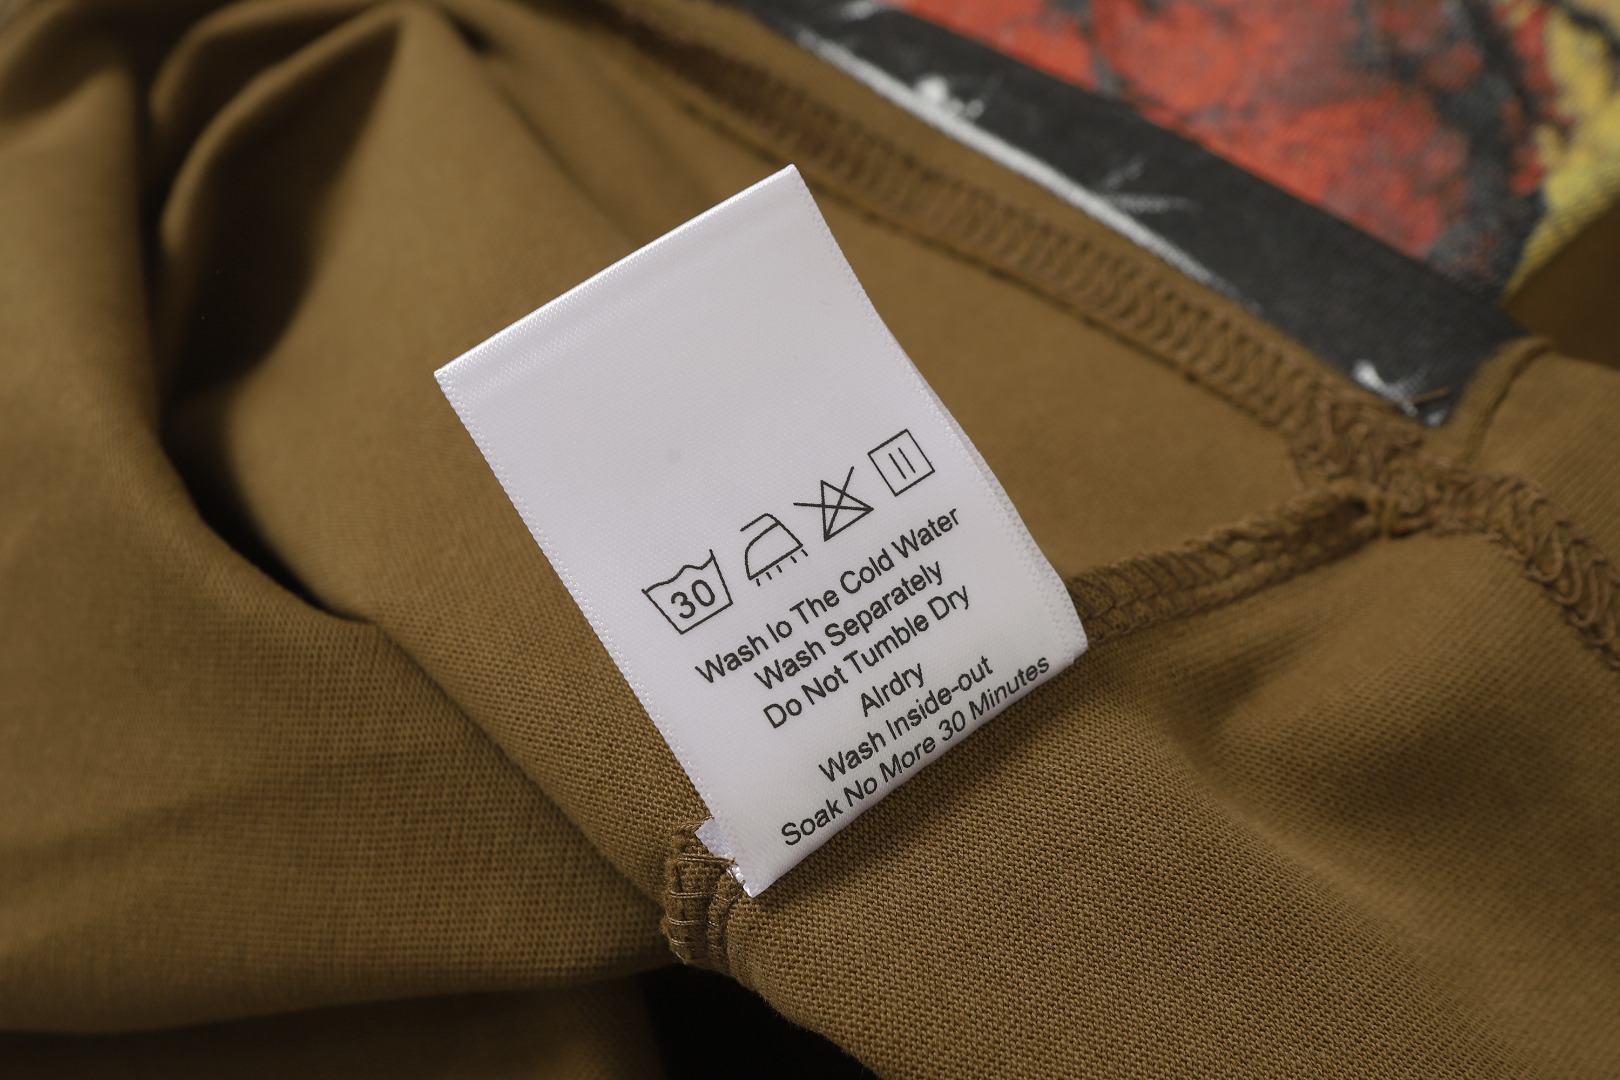 30
Wash Io The Cold Water
Wash Separately
Do Not Tumble Dry
AIrdry
Wash Inside-out
Soak No More 30 Minutes